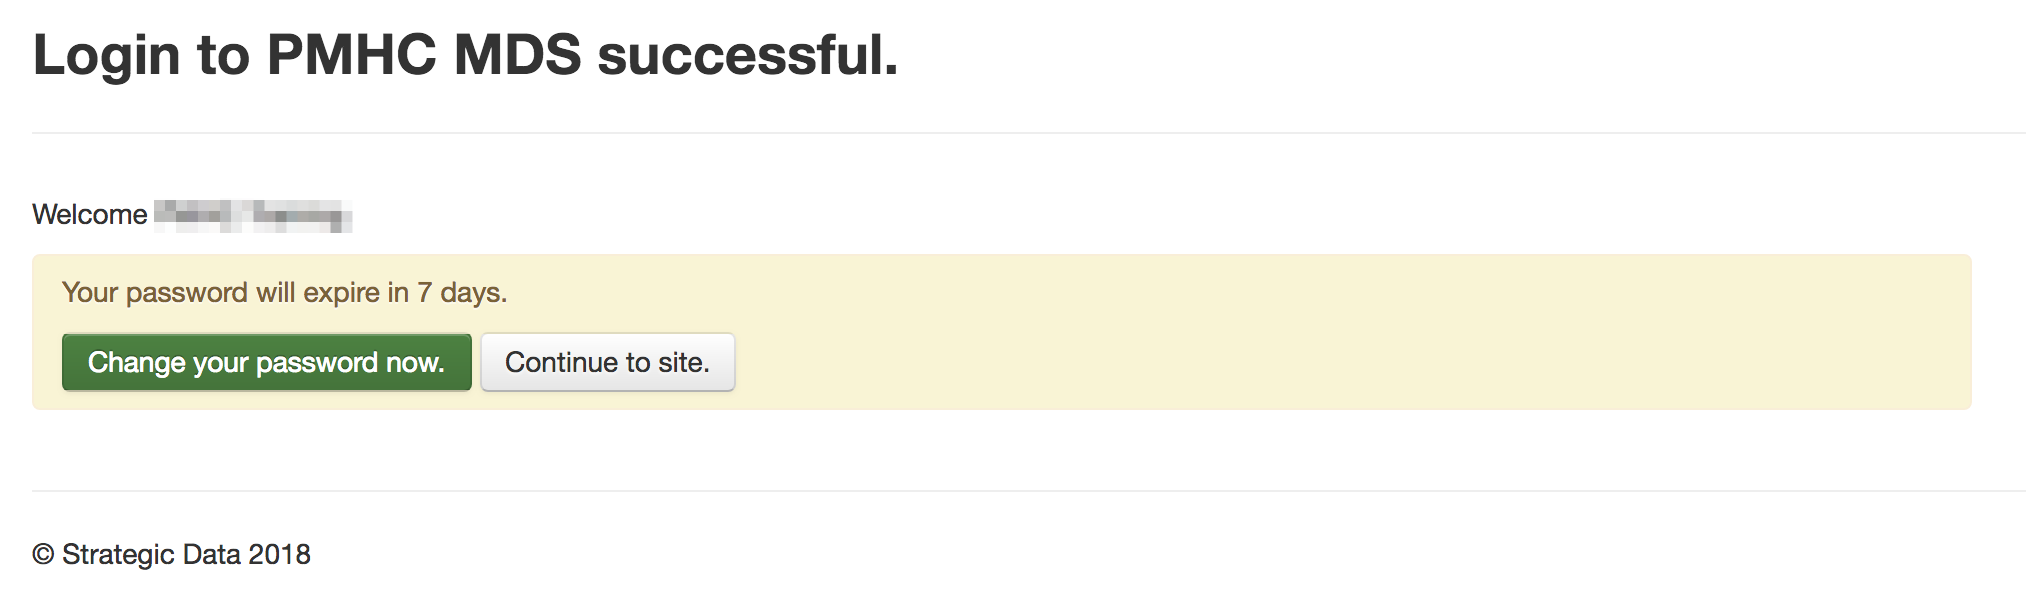 Login to PMHC MDS successful.
Welcome
Your password will expire in 7 days.
Change your password now. Continue to site.
© Strategic Data 2018